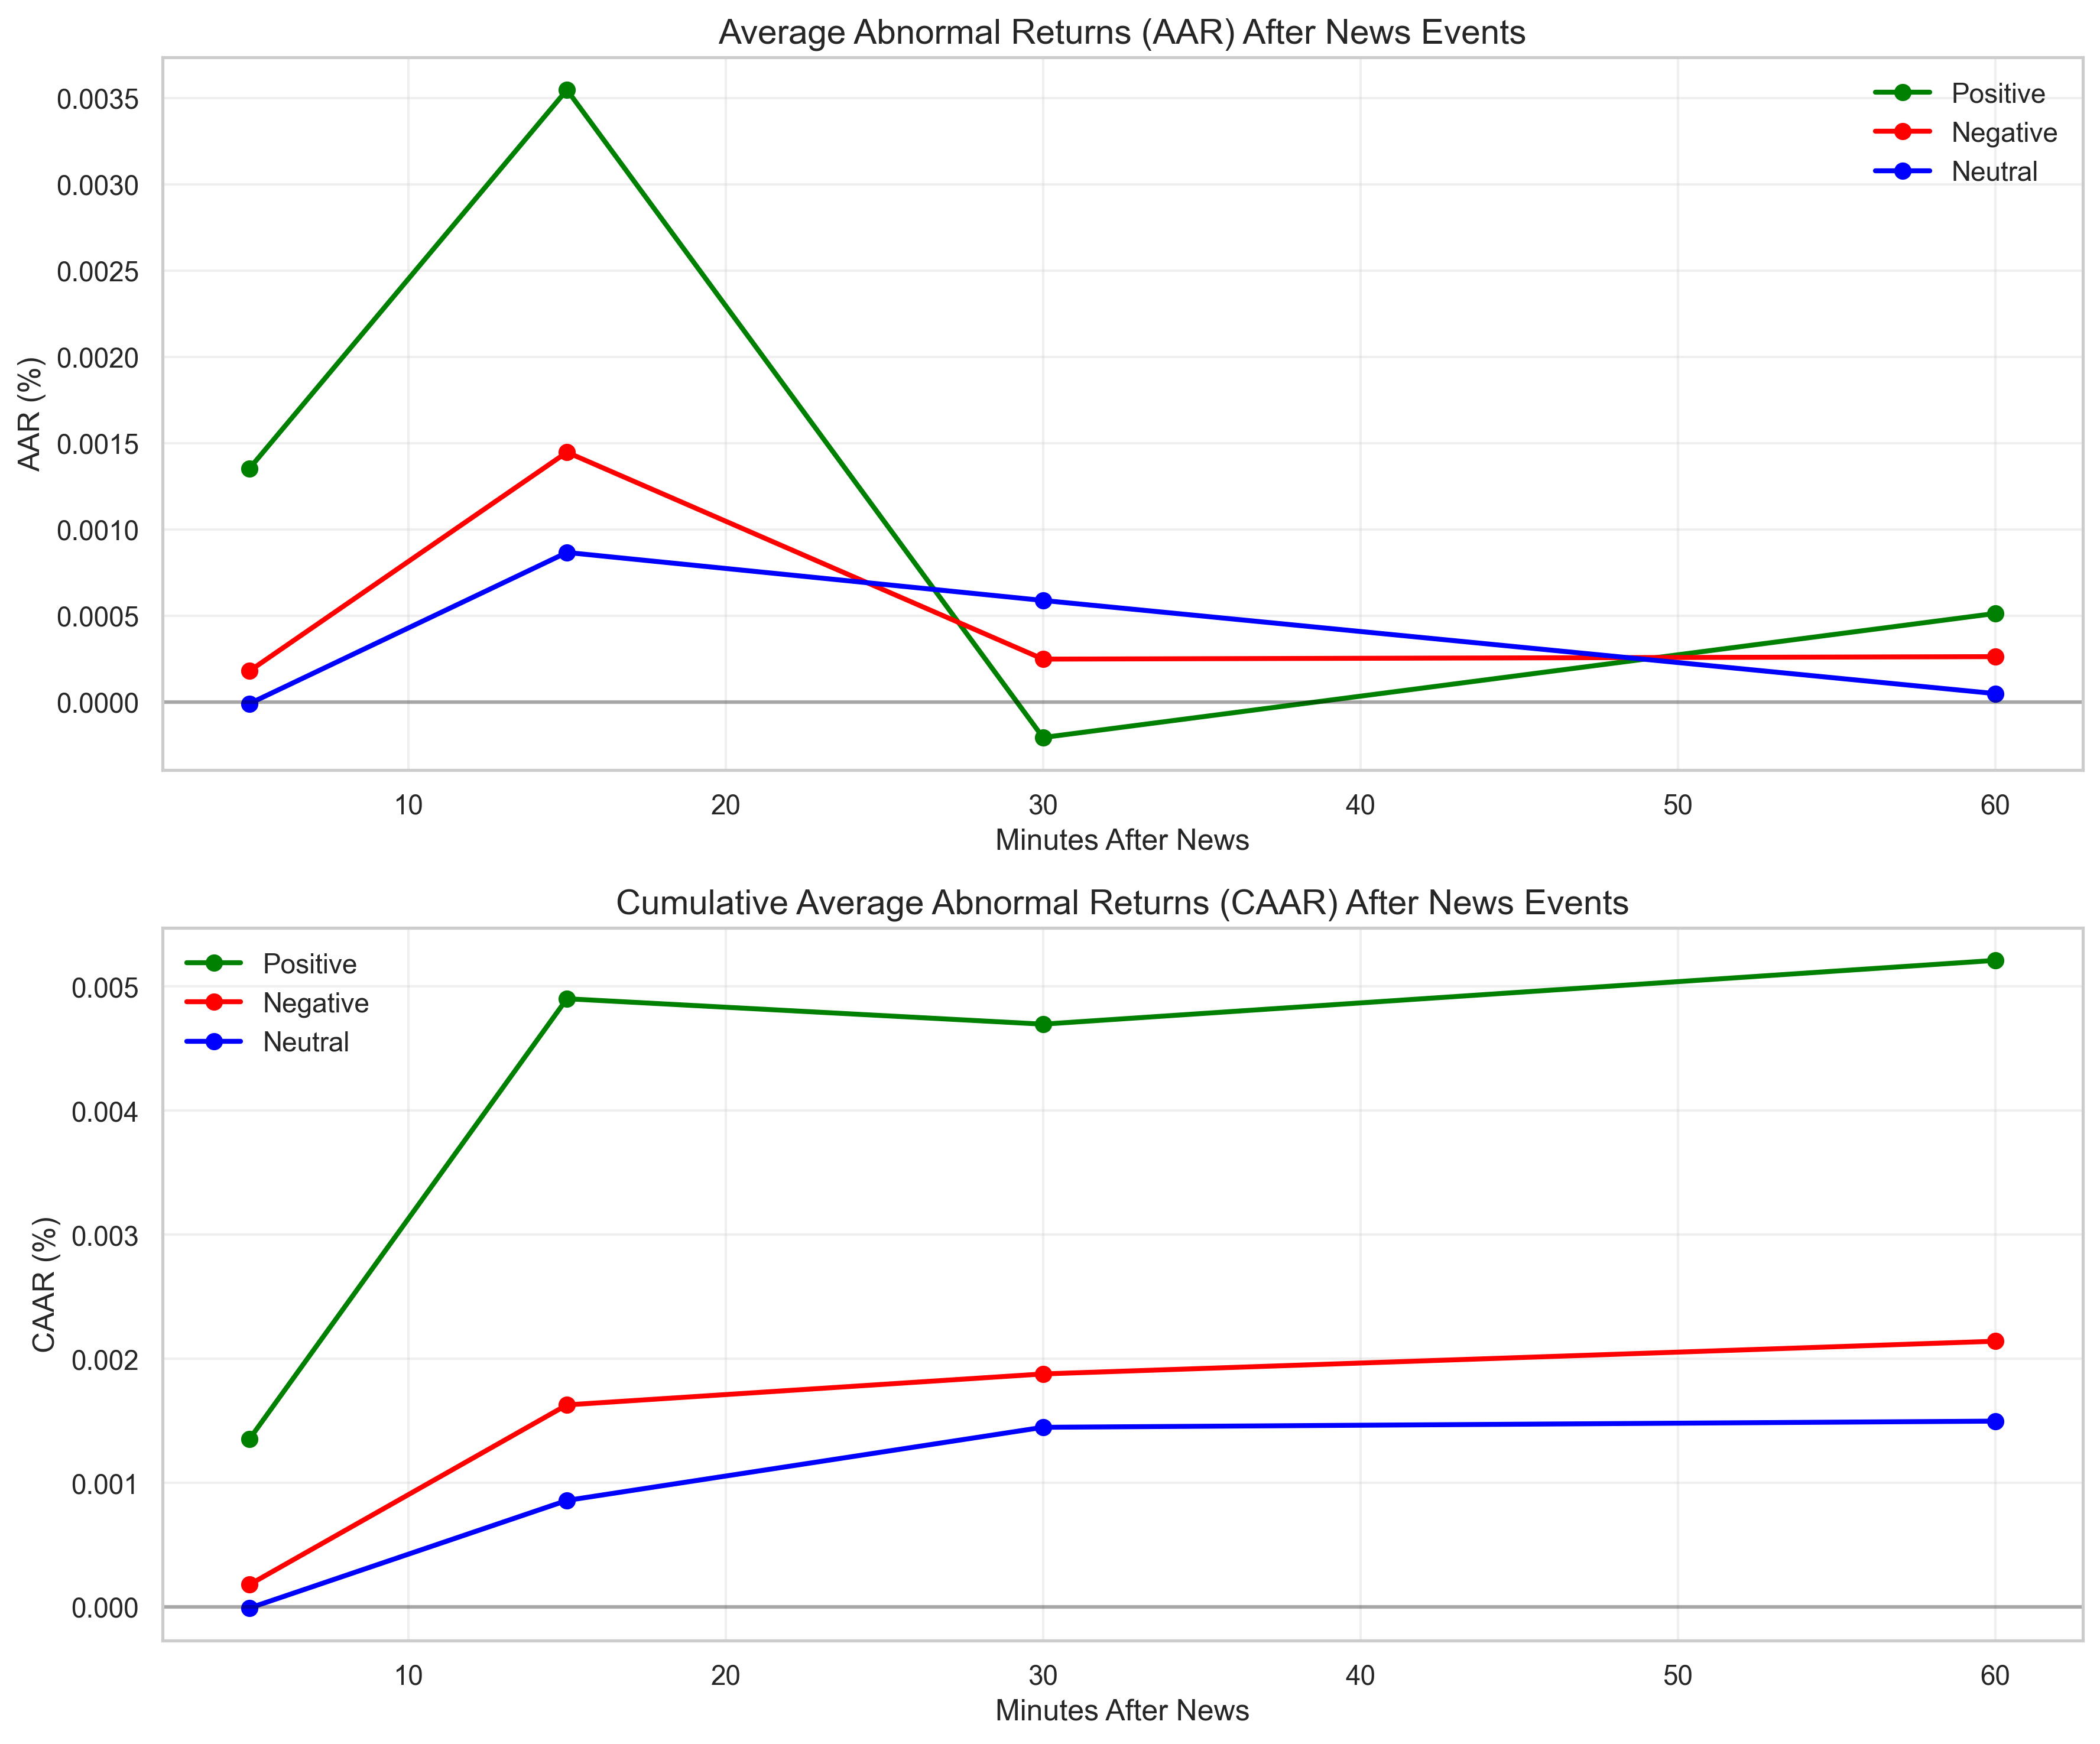 Average Abnormal Returns (AAR) After News Events
AAR (%)
0.0035
0.0030
0.0025
0.0020
0.0015
0.0010
0.0005
0.0000
Positive
Negative
Neutral
10 20 30 40 50 60
Minutes After News
Cumulative Average Abnormal Returns (CAAR) After News Events
CAAR (%)
0.005
0.004
0.003
0.002
0.001
0.000
Positive
Negative
Neutral
10 20 30 40 50 60
Minutes After News